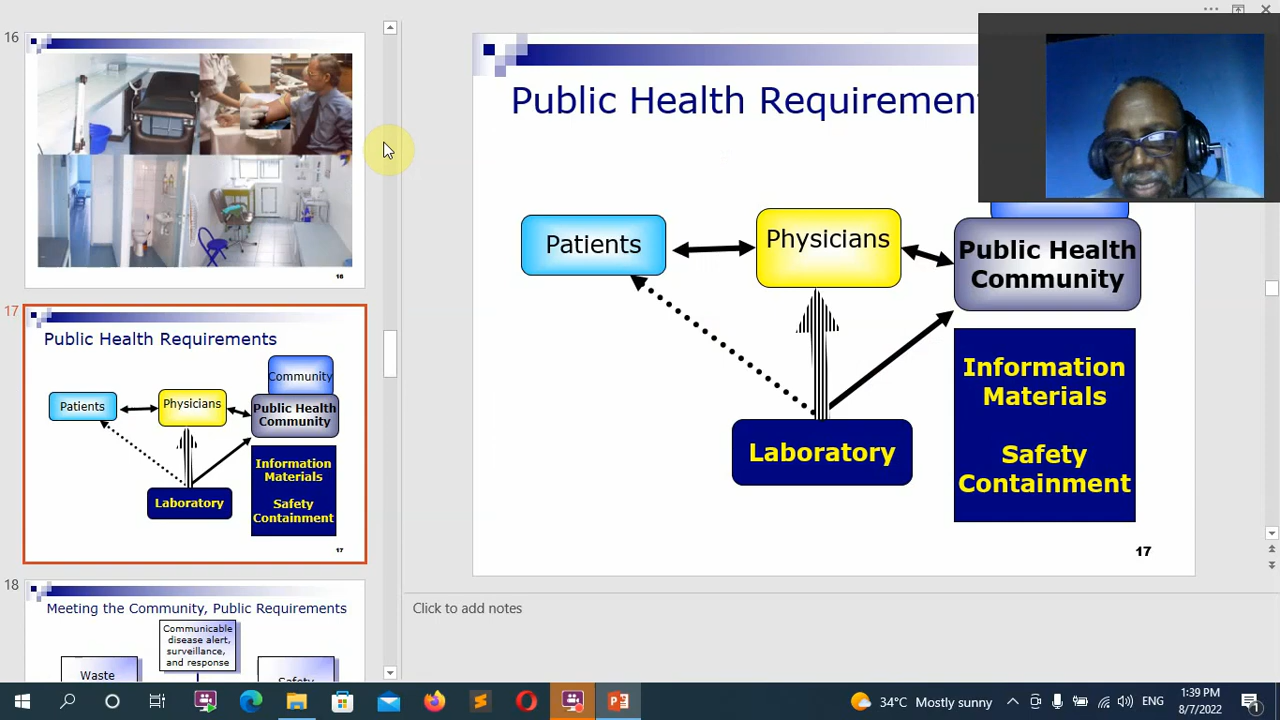 16
16
17
Public Health Requirements
Community
Patients
Physicians
Public Health
Community
Information
Materials
Safety
Containment
Laboratory
17
18
Meeting the Community, Public Requirements
Communicable
disease alert,
surveillance,
and response
Waste
Safety
Public Health Requiremen
Patients
Physicians
Public Health
Community
Information
Materials
Safety
Containment
Laboratory
17
Click to add notes
34°C Mostly sunny
ENG
1:39 PM
8/7/2022
1